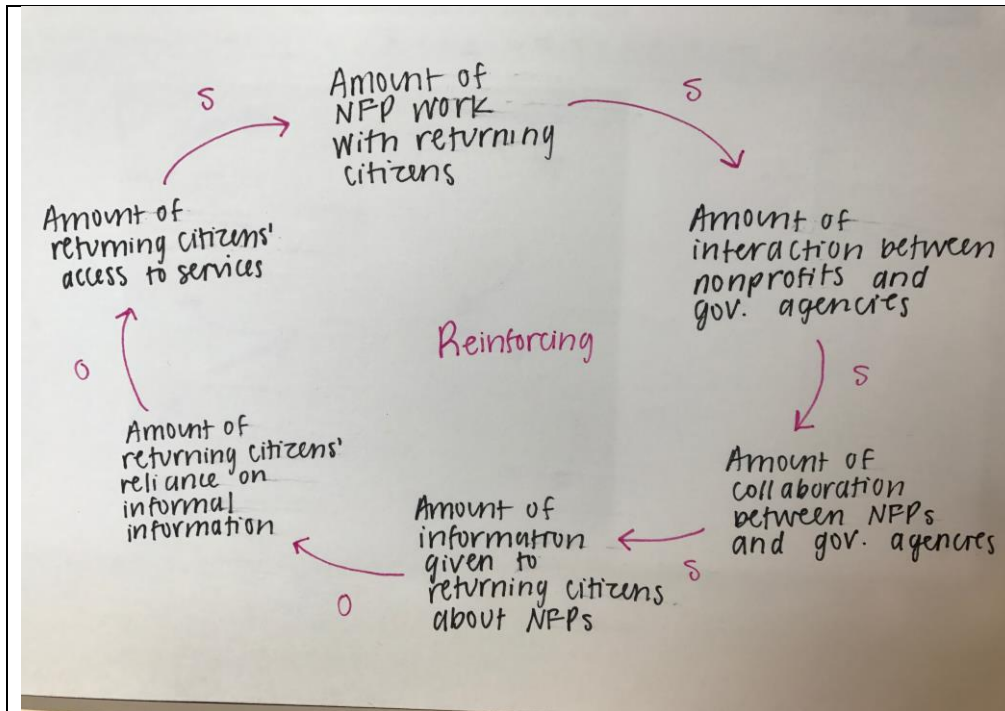 S
Amount of
NFP work
with returning
citizens
S
Amount of
interaction between
nonprofits and
gov. agencies
S
Amount of
collaboration
between NFPs
and gov. agencies
S
Amount of
information
given to
returning citizens
about NFPs
O
Amount of
returning citizens'
reliance on
informal
information
O
Amount of
returning citizens'
access to services
Reinforcing